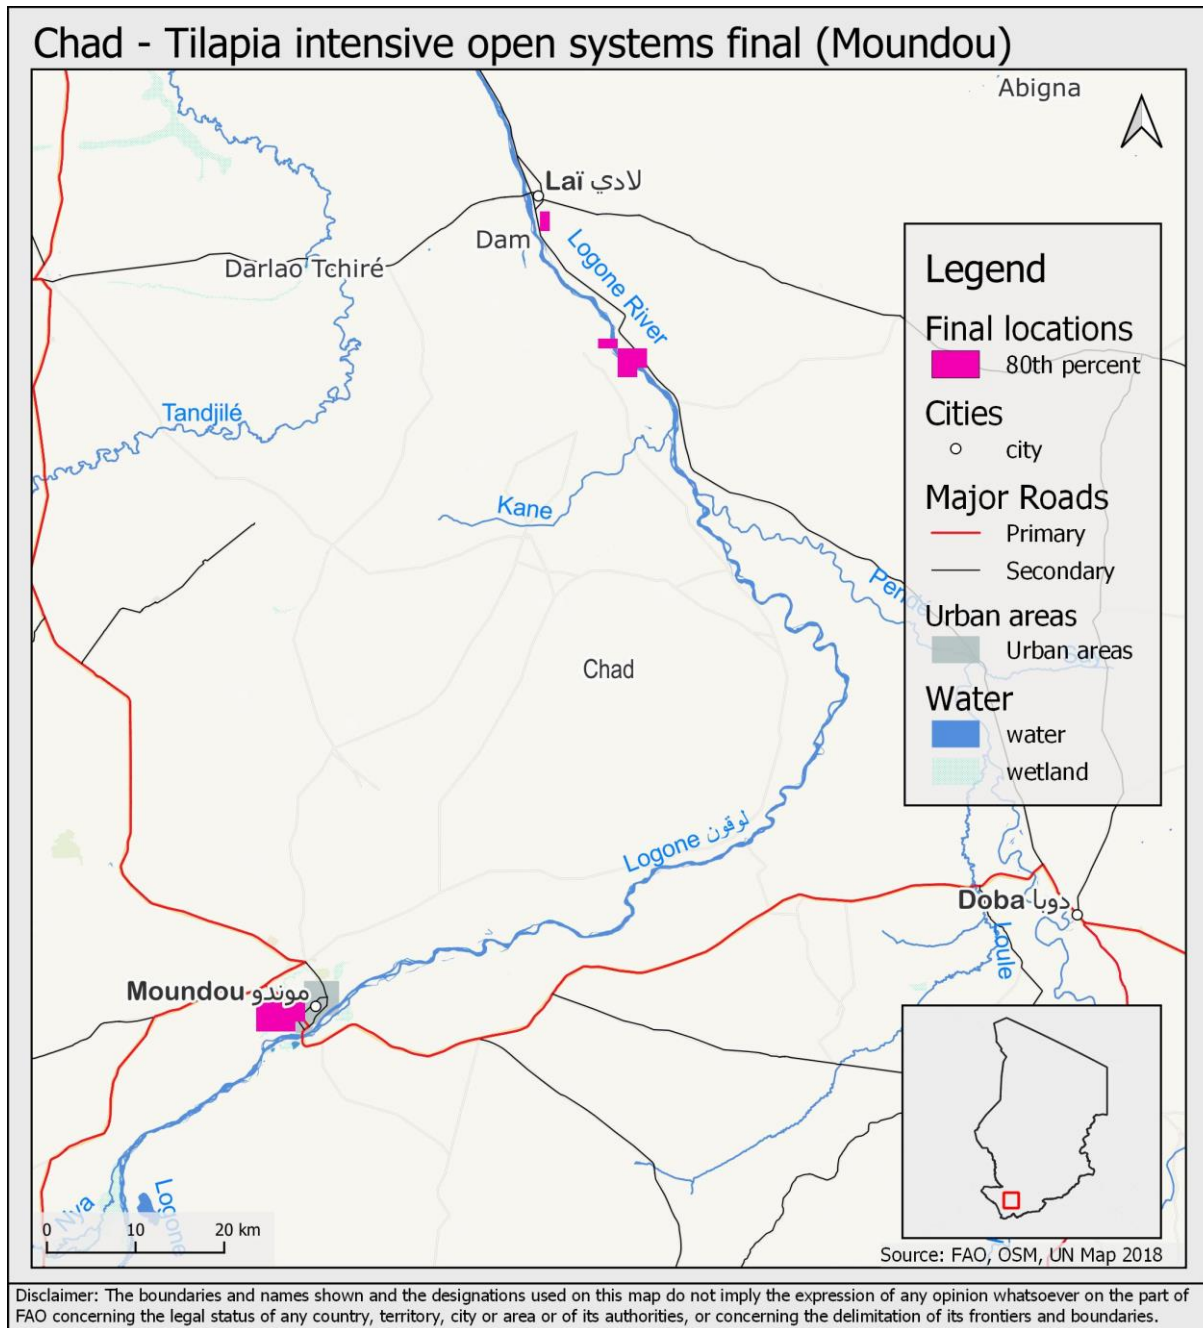 Chad - Tilapia intensive open systems final (Moundou)
Abigna
Laï لادي
Dam
Logone River
Darlao Tchiré
Tandjilé
Kane
Pendé
Chad
Logone لوقون
Doba دوبا
Loule
Moundou موندو
Nya
Logone
Legend
Final locations
80th percent
Cities
city
Major Roads
Primary
Secondary
Urban areas
Urban areas
Water
water
wetland
0 10 20 km
Source: FAO, OSM, UN Map 2018
Disclaimer: The boundaries and names shown and the designations used on this map do not imply the expression of any opinion whatsoever on the part of
FAO concerning the legal status of any country, territory, city or area or of its authorities, or concerning the delimitation of its frontiers and boundaries.